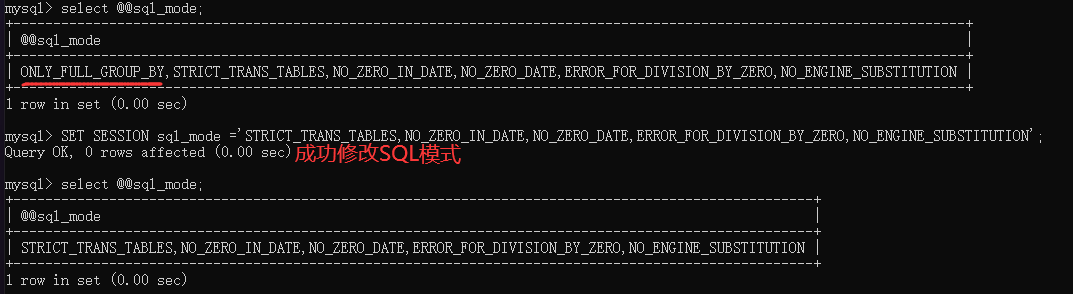 mysql> select @@sql_mode;
+-----------------------------------------------------------------------------------------------------------------------+
| @@sql_mode                                                                                                            |
+-----------------------------------------------------------------------------------------------------------------------+
| ONLY_FULL_GROUP_BY,STRICT_TRANS_TABLES,NO_ZERO_IN_DATE,NO_ZERO_DATE,ERROR_FOR_DIVISION_BY_ZERO,NO_ENGINE_SUBSTITUTION |
+-----------------------------------------------------------------------------------------------------------------------+
1 row in set (0.00 sec)
mysql> SET SESSION sql_mode ='STRICT_TRANS_TABLES,NO_ZERO_IN_DATE,NO_ZERO_DATE,ERROR_FOR_DIVISION_BY_ZERO,NO_ENGINE_SUBSTITUTION';
Query OK, 0 rows affected (0.00 sec) 成功修改SQL模式
mysql> select @@sql_mode;
+----------------------------------------------------------------------------------------------------+
| @@sql_mode                                                                                         |
+----------------------------------------------------------------------------------------------------+
| STRICT_TRANS_TABLES,NO_ZERO_IN_DATE,NO_ZERO_DATE,ERROR_FOR_DIVISION_BY_ZERO,NO_ENGINE_SUBSTITUTION |
+----------------------------------------------------------------------------------------------------+
1 row in set (0.00 sec)